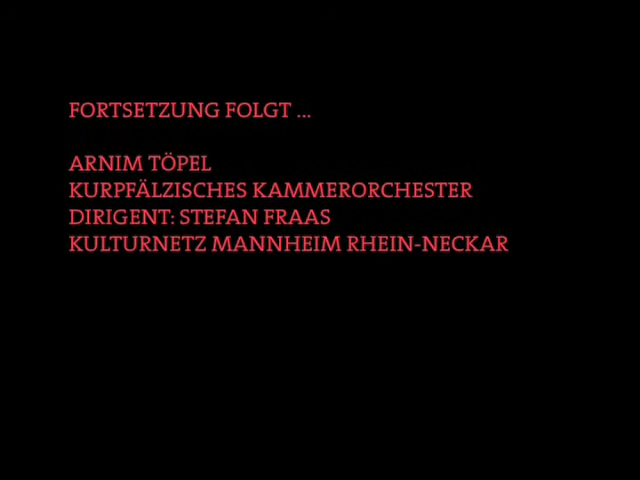 FORTSETZUNG FOLGT ...
ARNIM TÖPEL
KURPFÄLZISCHES KAMMERORCHESTER
DIRIGENT: STEFAN FRAAS
KULTURNETZ MANNHEIM RHEIN-NECKAR